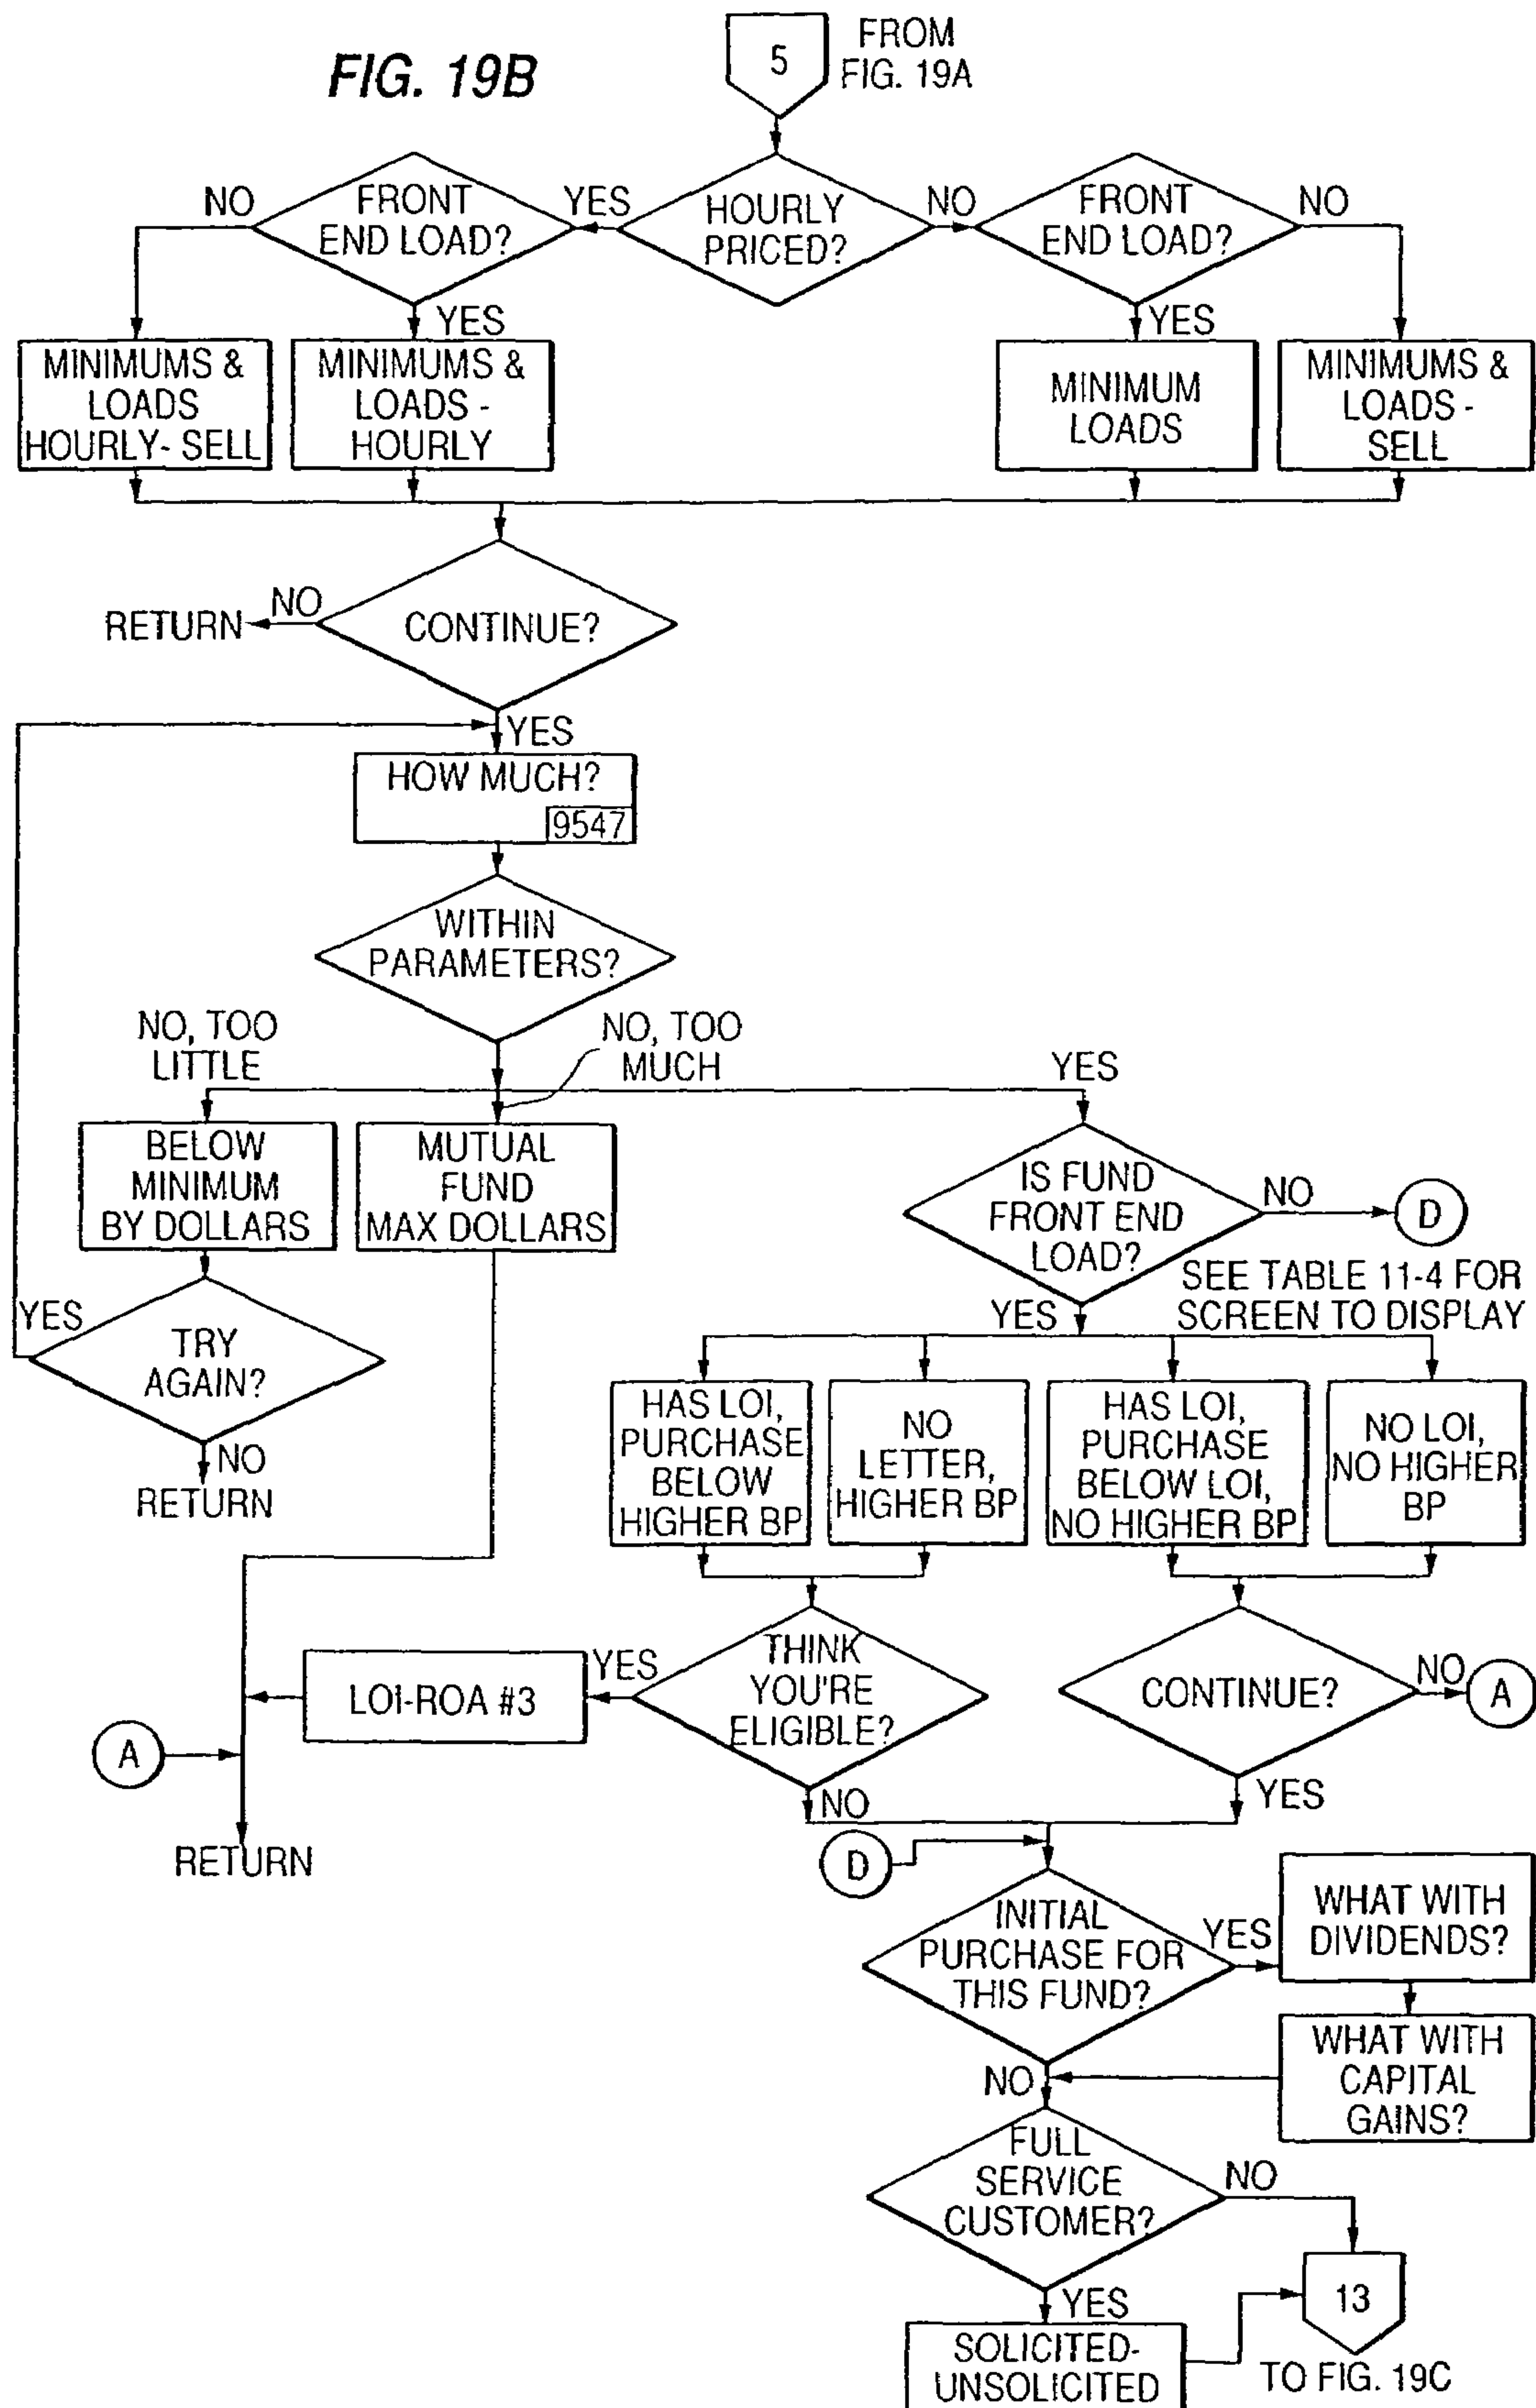 FIG. 19B
5
FROM
FIG. 19A
NO
FRONT
END LOAD?
YES
HOURLY
PRICED?
NO
FRONT
END LOAD?
NO
YES
YES
MINIMUMS &
LOADS
HOURLY- SELL
MINIMUMS &
LOADS -
HOURLY
MINIMUM
LOADS
MINIMUMS &
LOADS -
SELL
RETURN
NO
CONTINUE?
YES
HOW MUCH?
9547
WITHIN
PARAMETERS?
NO, TOO
LITTLE
NO, TOO
MUCH
YES
BELOW
MINIMUM
BY DOLLARS
MUTUAL
FUND
MAX DOLLARS
IS FUND
FRONT END
LOAD?
NO
D
SEE TABLE 11-4 FOR
SCREEN TO DISPLAY
YES
YES
TRY
AGAIN?
NO
RETURN
HAS LOI,
PURCHASE
BELOW
HIGHER BP
NO
LETTER,
HIGHER BP
HAS LOI,
PURCHASE
BELOW LOI,
NO HIGHER BP
NO LOI,
NO HIGHER
BP
LOI-ROA #3
YES
THINK
YOU'RE
ELIGIBLE?
CONTINUE?
NO
A
A
NO
YES
RETURN
D
INITIAL
PURCHASE FOR
THIS FUND?
YES
WHAT WITH
DIVIDENDS?
WHAT WITH
CAPITAL
GAINS?
NO
FULL
SERVICE
CUSTOMER?
NO
YES
13
SOLICITED-
UNSOLICITED
TO FIG. 19C